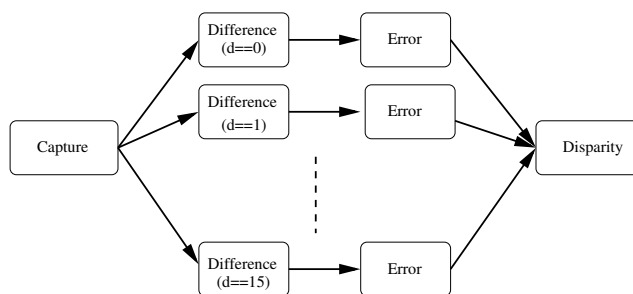 Difference
(d==0)
Error
Difference
(d==1)
Error
Capture
Disparity
Difference
(d==15)
Error